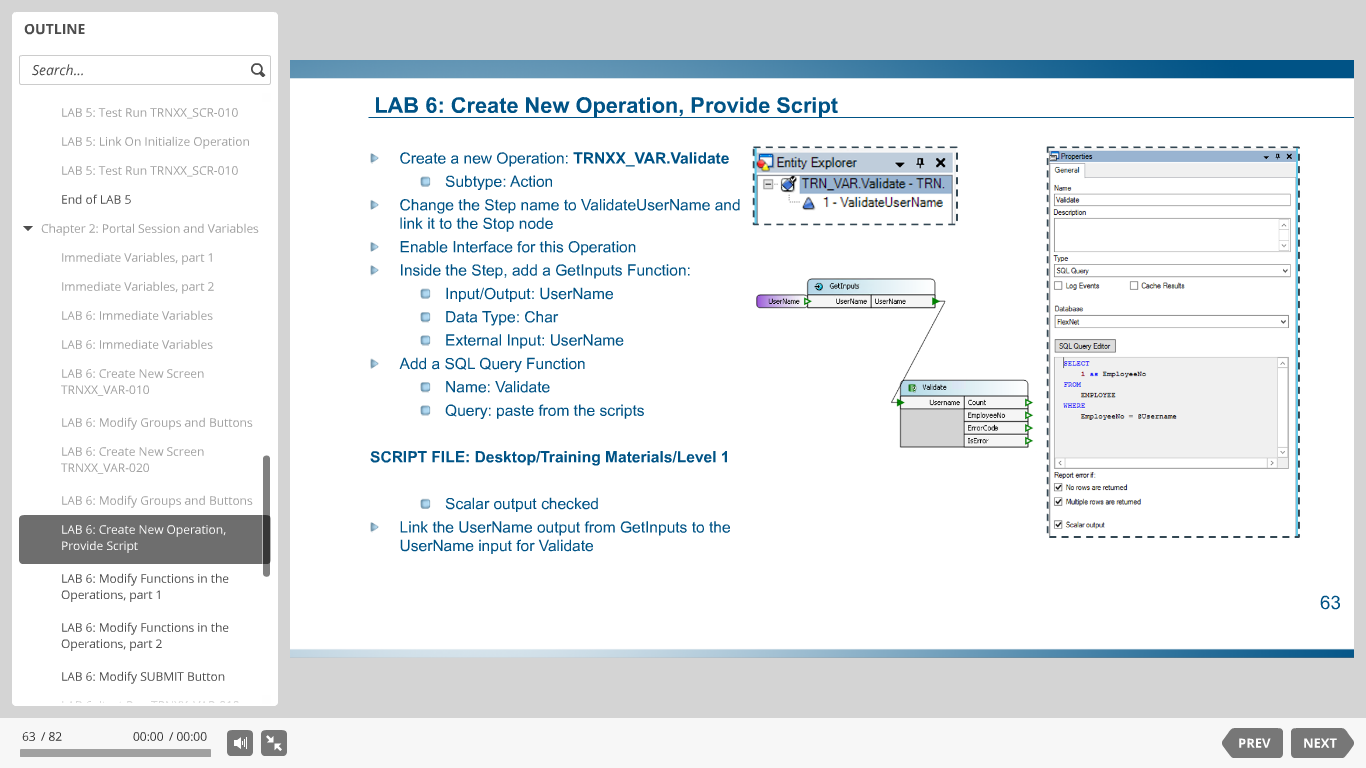 OUTLINE
Search...
LAB 5: Test Run TRNXX_SCR-010
LAB 5: Link On Initialize Operation
LAB 5: Test Run TRNXX_SCR-010
End of LAB 5
Chapter 2: Portal Session and Variables
Immediate Variables, part 1
Immediate Variables, part 2
LAB 6: Immediate Variables
LAB 6: Immediate Variables
LAB 6: Create New Screen
TRNXX_VAR-010
LAB 6: Modify Groups and Buttons
LAB 6: Create New Screen
TRNXX_VAR-020
LAB 6: Modify Groups and Buttons
LAB 6: Create New Operation,
Provide Script
LAB 6: Modify Functions in the
Operations, part 1
LAB 6: Modify Functions in the
Operations, part 2
LAB 6: Modify SUBMIT Button
LAB 6: Create New Operation, Provide Script
Create a new Operation: TRNXX_VAR.Validate
Subtype: Action
Change the Step name to ValidateUserName and
link it to the Stop node
Enable Interface for this Operation
Inside the Step, add a GetInputs Function:
Input/Output: UserName
Data Type: Char
External Input: UserName
Add a SQL Query Function
Name: Validate
Query: paste from the scripts
SCRIPT FILE: Desktop/Training Materials/Level 1
Scalar output checked
Link the UserName output from GetInputs to the
UserName input for Validate
Entity Explorer
TRN_VAR.Validate - TRN.
1 - ValidateUserName
GetInputs
UserName UserName UserName
Validate
Username Count
EmployeeNo
ErrorCode
IsError
Properties
General
Name
Validate
Description
Type
SQL Query
Log Events Cache Results
Database
FlexNet
SQL Query Editor
SELECT
1 as EmployeeNo
FROM
EMPLOYEE
WHERE
EmployeeNo = @Username
Report error if:
No rows are returned
Multiple rows are returned
Scalar output
63
63 / 82 00:00 / 00:00
PREV NEXT